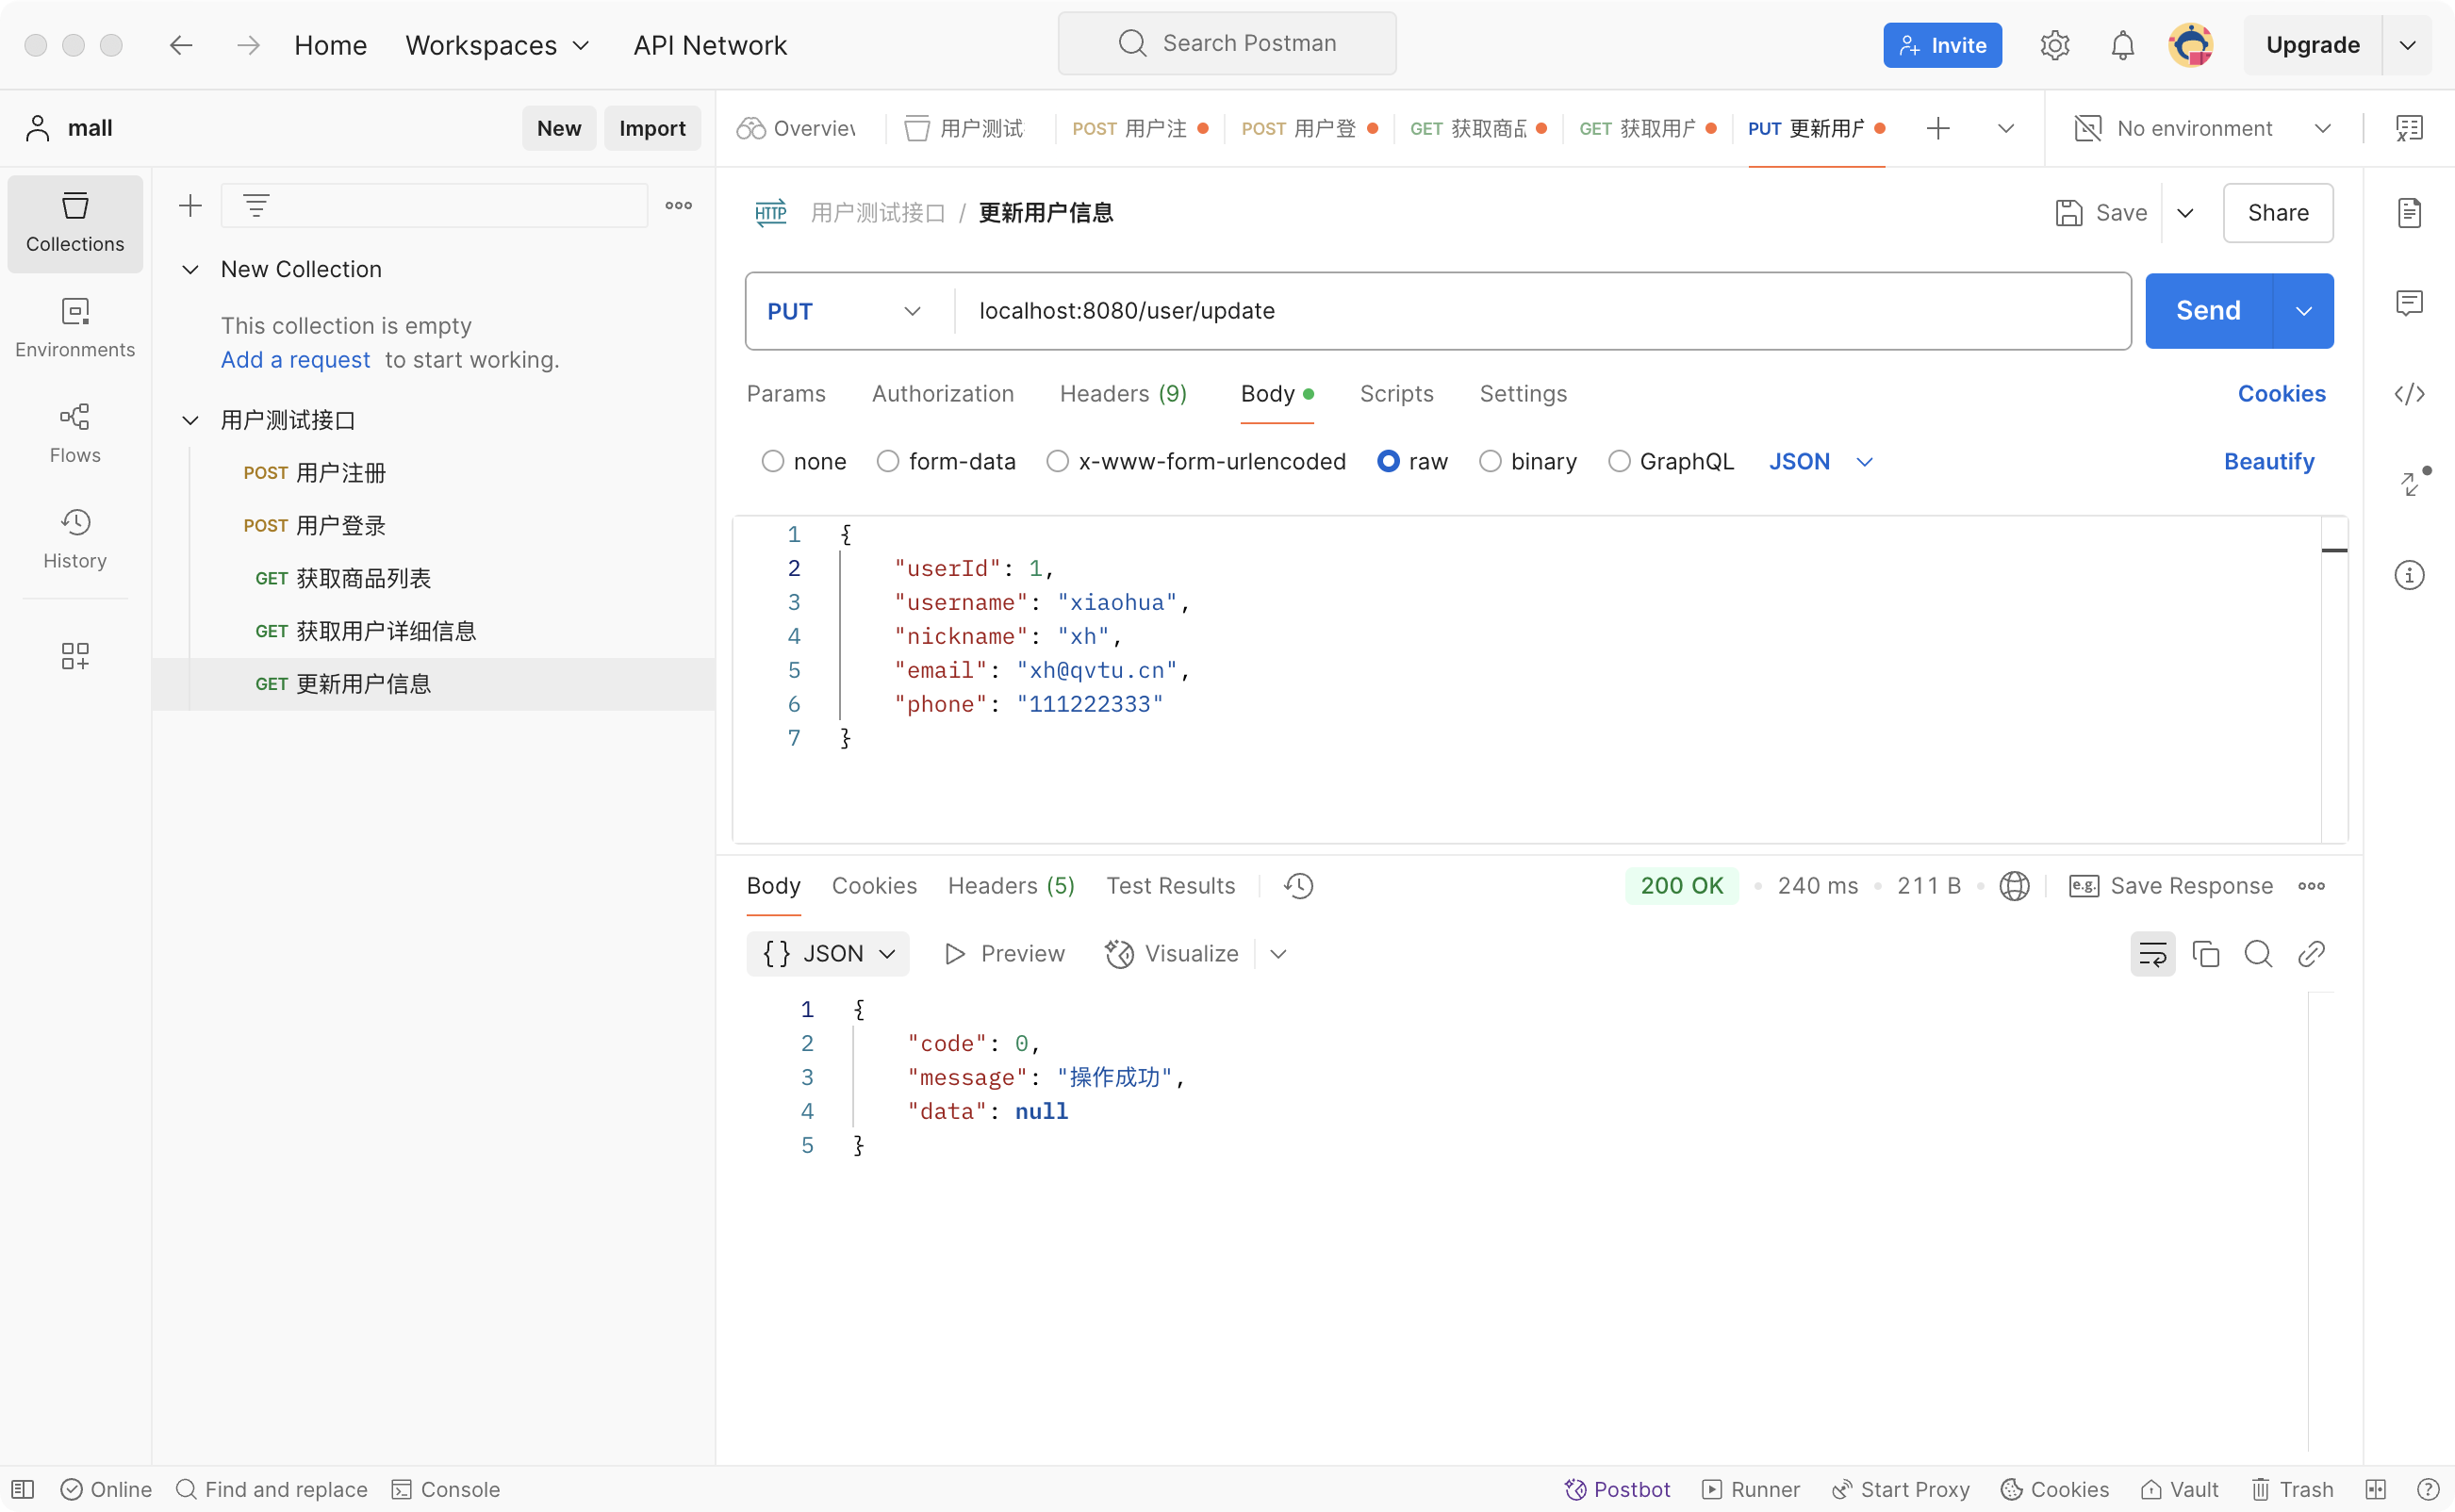 Home Workspaces API Network Search Postman Invite Upgrade
mall New Import
Overview 用户测试 POST 用户注 POST 用户登 GET 获取商品 GET 获取用户 PUT 更新用户 No environment
Collections
Environments
Flows
History
New Collection
This collection is empty
Add a request to start working.
用户测试接口
POST 用户注册
POST 用户登录
GET 获取商品列表
GET 获取用户详细信息
GET 更新用户信息
HTTP 用户测试接口 / 更新用户信息 Save Share
PUT localhost:8080/user/update Send
Params Authorization Headers (9) Body Scripts Settings Cookies
none form-data x-www-form-urlencoded raw binary GraphQL JSON Beautify
1 {
2 "userId": 1,
3 "username": "xiaohua",
4 "nickname": "xh",
5 "email": "xh@qvtu.cn",
6 "phone": "111222333"
7 }
Body Cookies Headers (5) Test Results 200 OK 240 ms 211 B e.g. Save Response
{} JSON Preview Visualize
1 {
2 "code": 0,
3 "message": "操作成功",
4 "data": null
5 }
Online Find and replace Console Postbot Runner Start Proxy Cookies Vault Trash